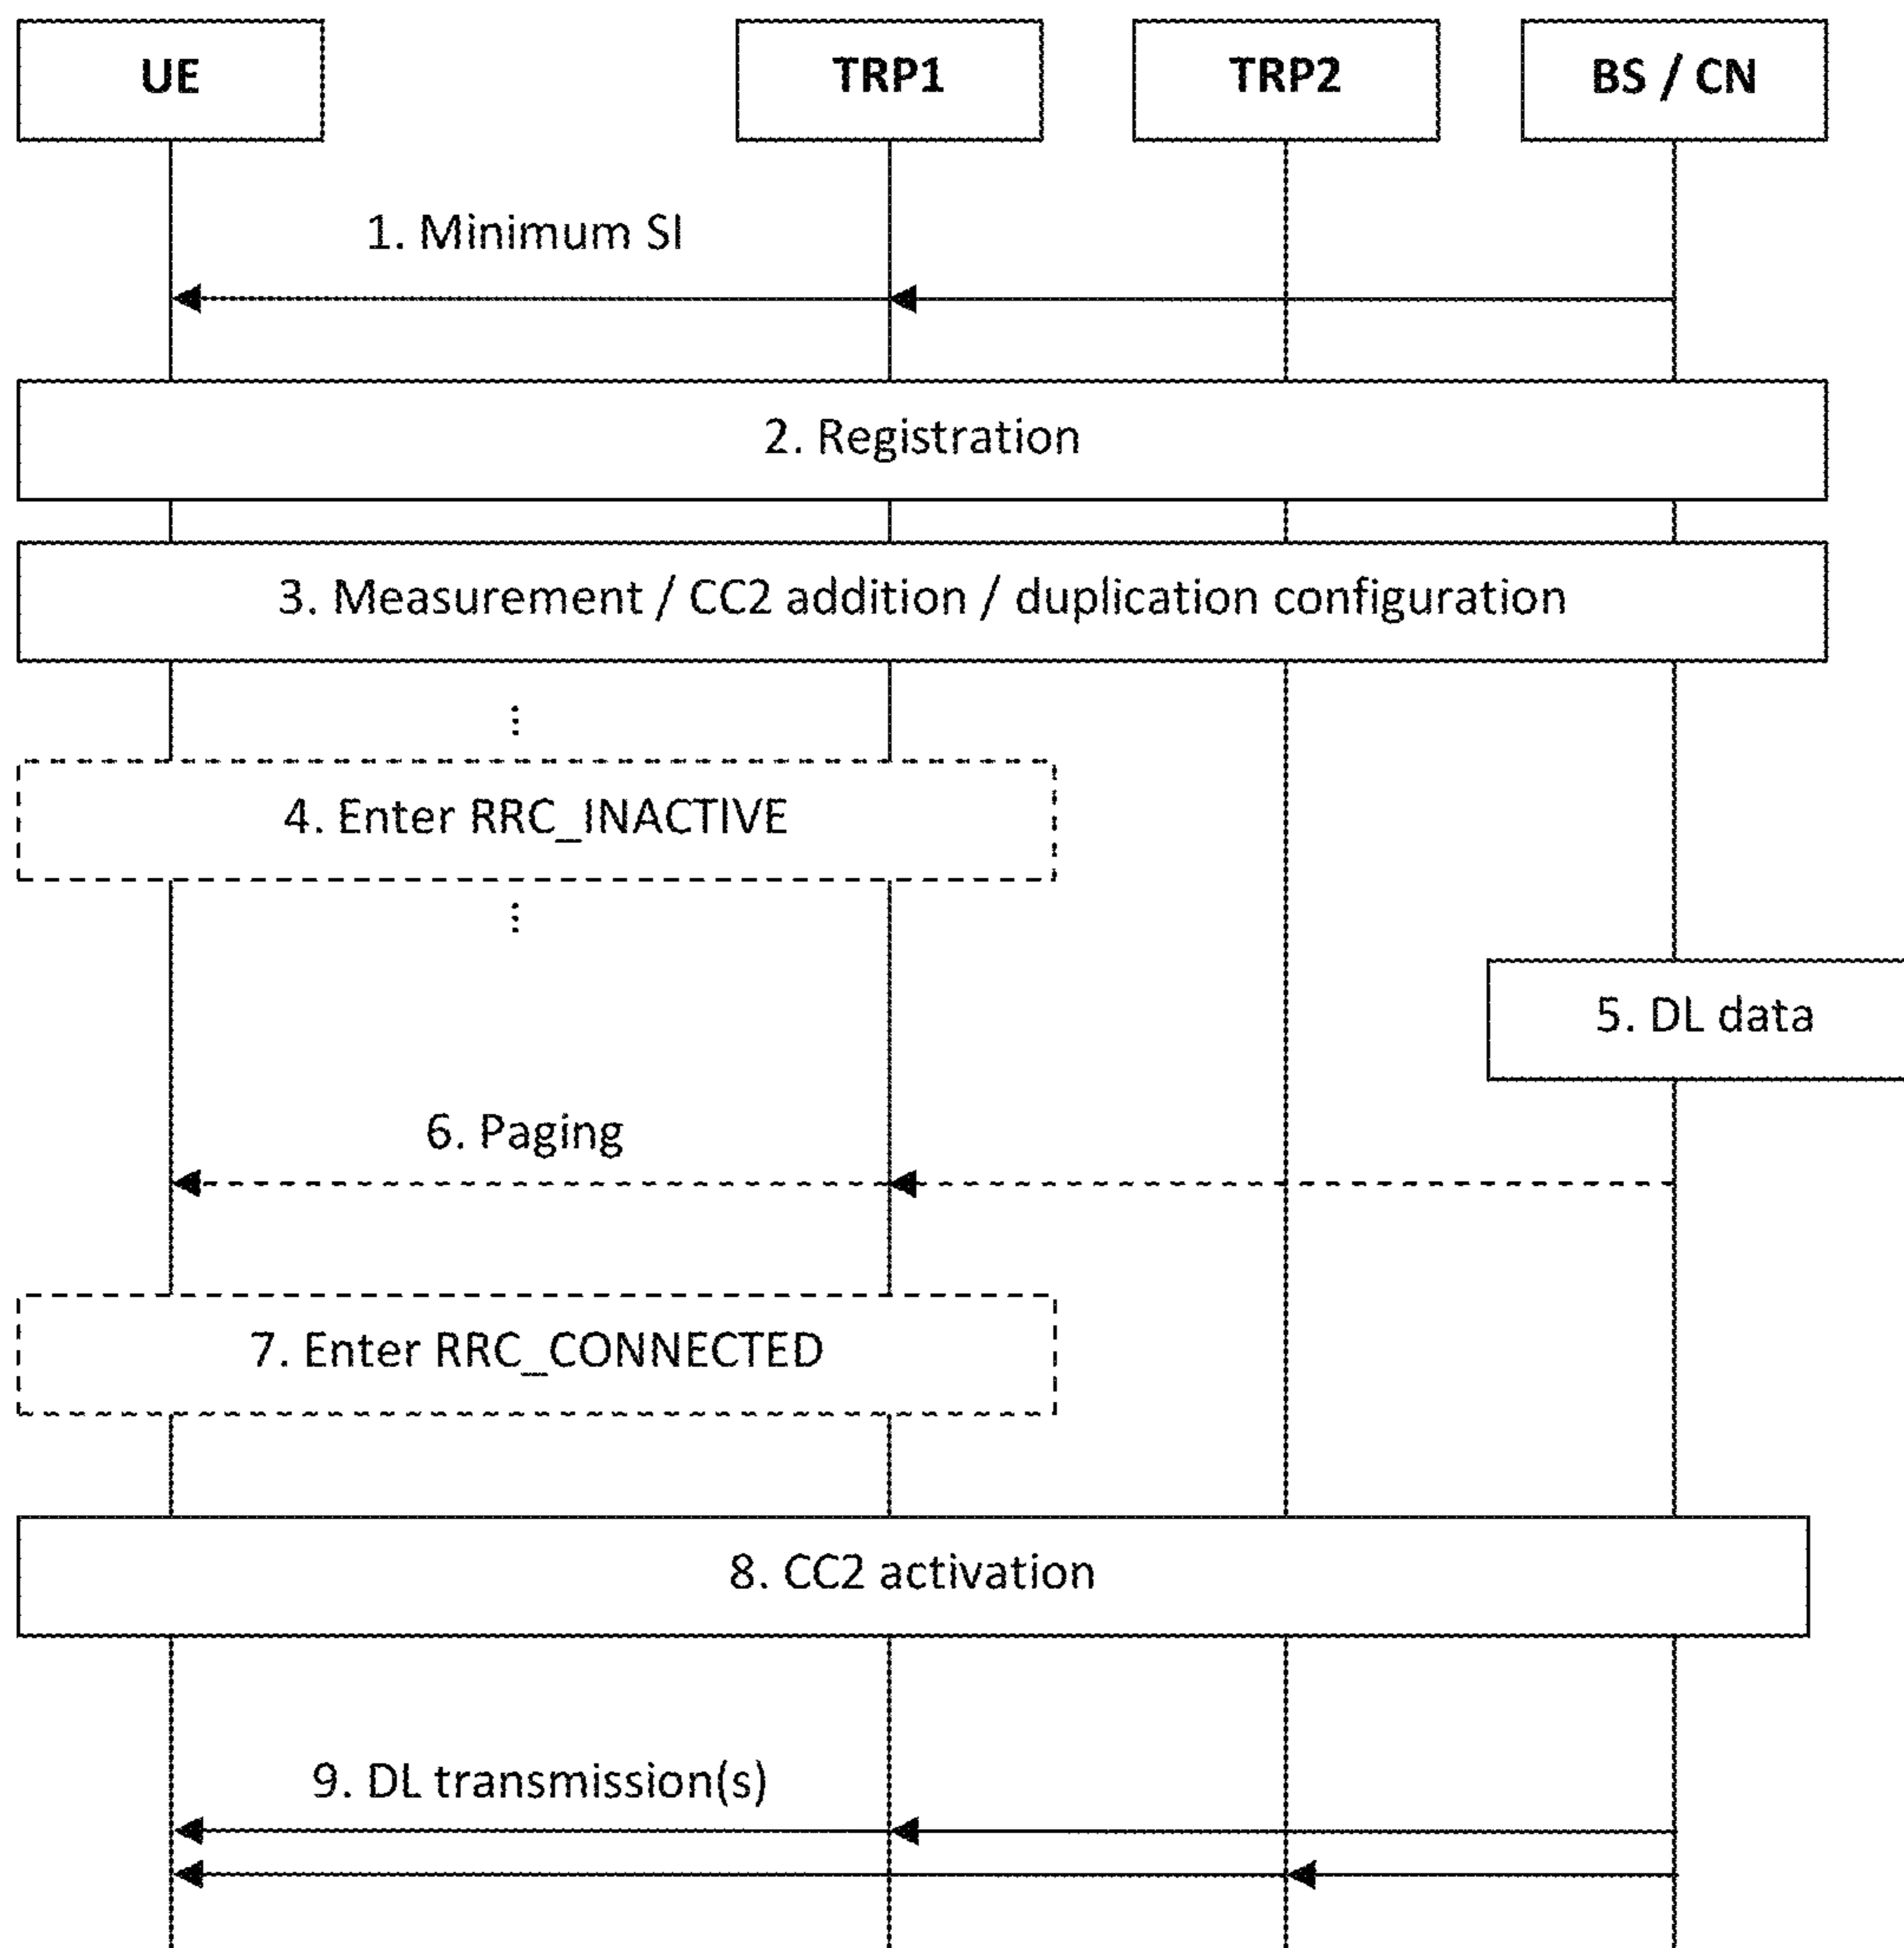 UE
TRP1
TRP2
BS / CN
1. Minimum SI
2. Registration
3. Measurement / CC2 addition / duplication configuration
4. Enter RRC_INACTIVE
5. DL data
6. Paging
7. Enter RRC_CONNECTED
8. CC2 activation
9. DL transmission(s)